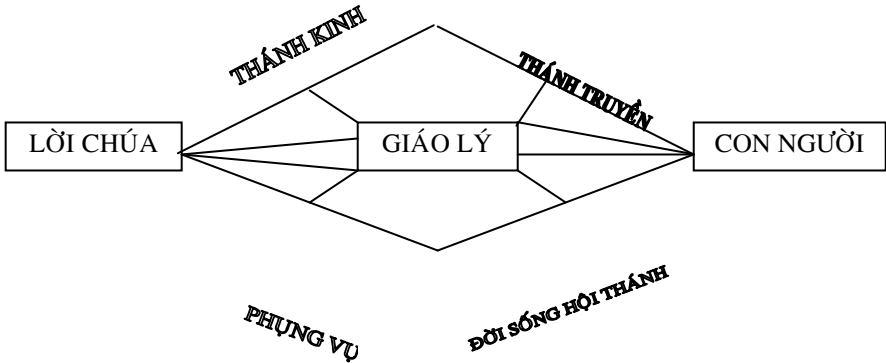 THÁNH KINH
THÁNH TRUYỀN
LỜI CHÚA
GIÁO LÝ
CON NGƯỜI
PHỤNG VỤ
ĐỜI SỐNG HỘI THÁNH